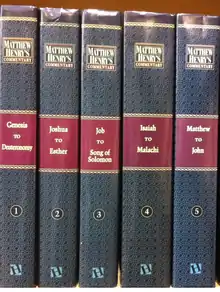 MATTHEW
HENRY'S
COMMENTARY
Genesis
TO
Deuteronomy
1
MATTHEW
HENRY'S
COMMENTARY
Joshua
TO
Esther
2
MATTHEW
HENRY'S
COMMENTARY
Job
TO
Song of
Solomon
3
MATTHEW
HENRY'S
COMMENTARY
Isaiah
TO
Malachi
4
MATTHEW
HENRY'S
COMMENTARY
Matthew
TO
John
5